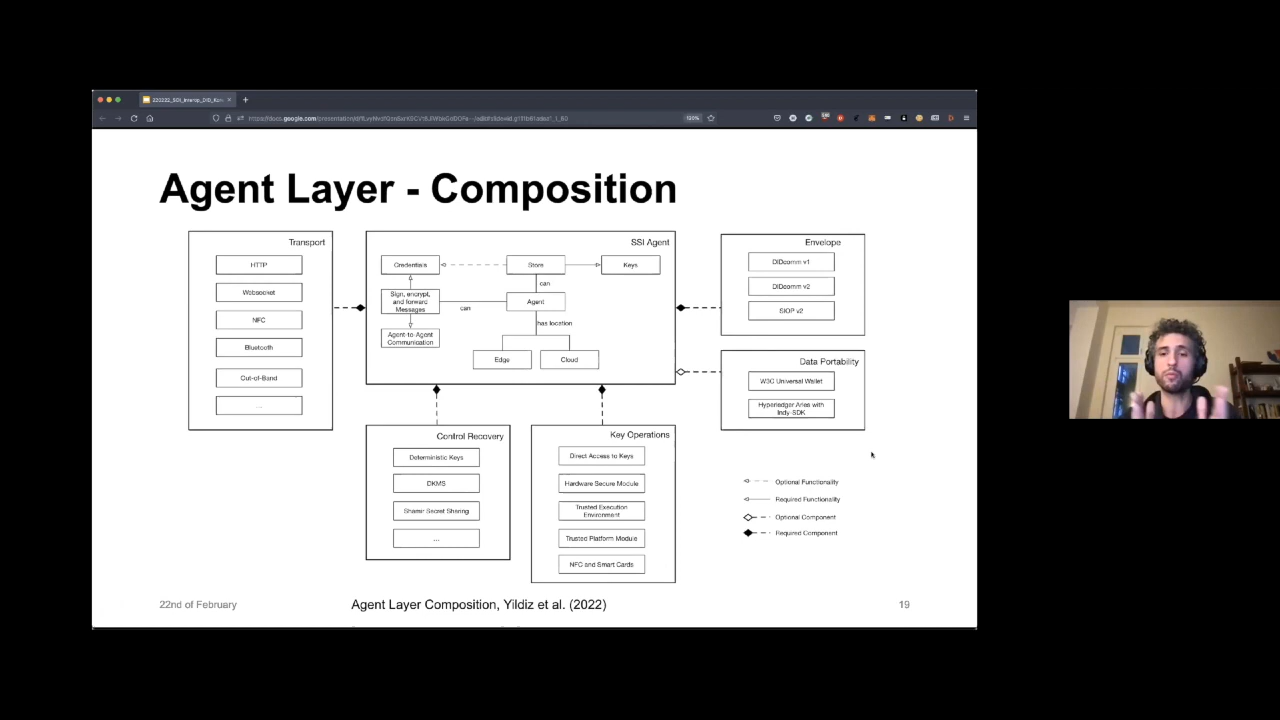 Agent Layer - Composition
Transport
HTTP
Websocket
NFC
Bluetooth
Out-of-Band
...
SSI Agent
Credentials
Store
Keys
can
Sign, encrypt,
and forward
Messages
can
Agent
has location
Agent-to-Agent
Communication
Edge
Cloud
Envelope
DIDcomm v1
DIDcomm v2
SIOP v2
Data Portability
W3C Universal Wallet
Hyperledger Aries with
Indy-SDK
Control Recovery
Deterministic Keys
DKMS
Shamir Secret Sharing
...
Key Operations
Direct Access to Keys
Hardware Secure Module
Trusted Execution
Environment
Trusted Platform Module
NFC and Smart Cards
Optional Functionality
Required Functionality
Optional Component
Required Component
22nd of February
Agent Layer Composition, Yildiz et al. (2022)
19